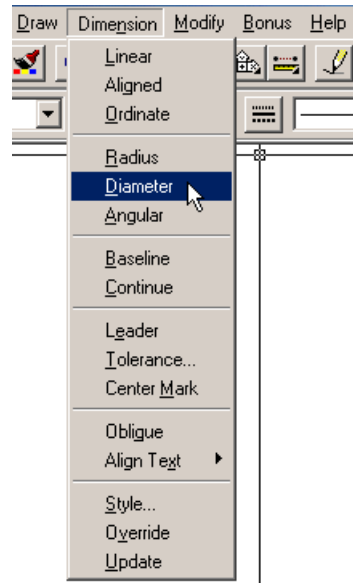 Draw Dimension Modify Bonus Help
Linear
Aligned
Ordinate
Radius
Diameter
Angular
Baseline
Continue
Leader
Tolerance...
Center Mark
Obligue
Align Text
Style...
Override
Update